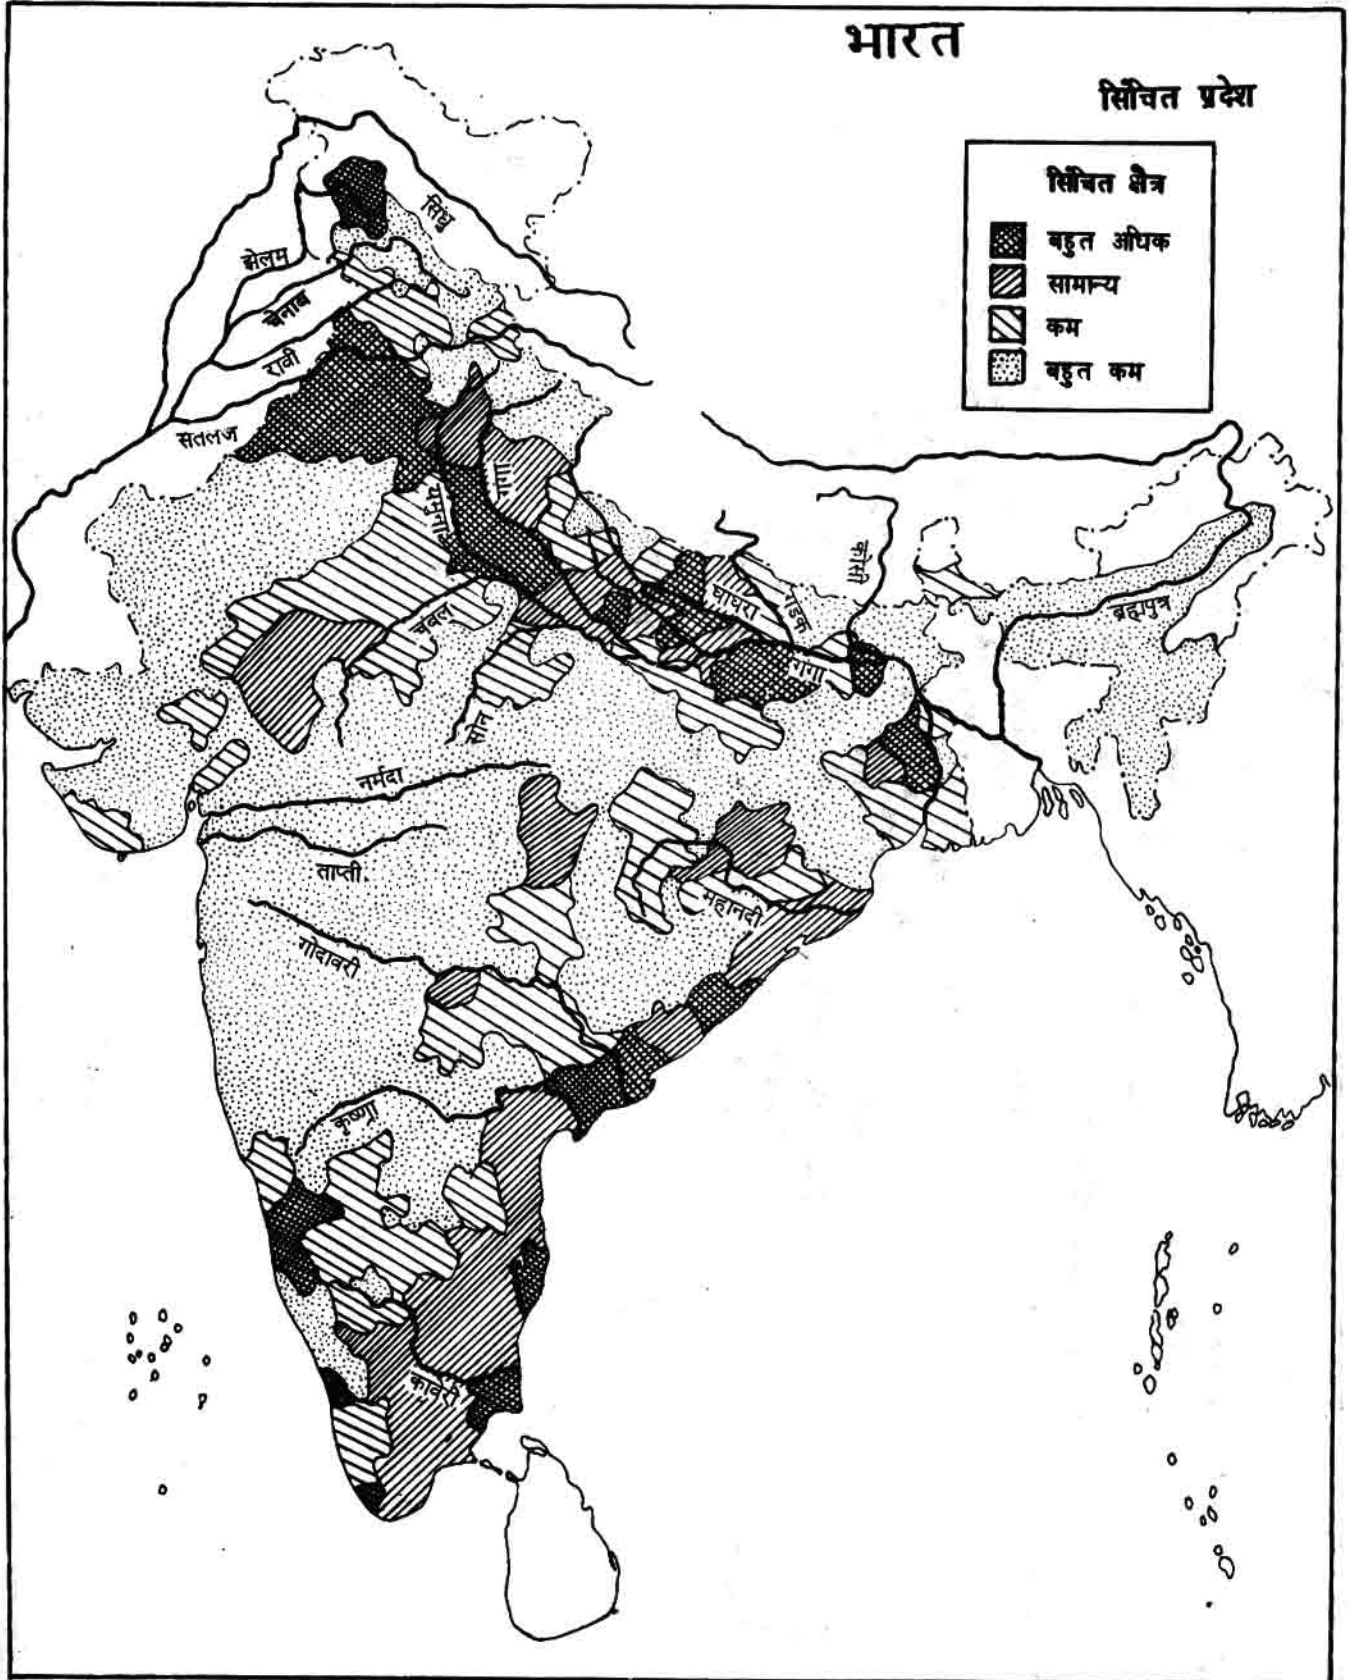 भारत
सिंचित प्रदेश
सिंचित क्षेत्र
बहुत अधिक
सामान्य
कम
बहुत कम
सिंधु
झेलम
चेनाब
रावी
सतलज
गंगा
यमुना
कोसी
घाघरा
गंडक
ब्रह्मपुत्र
चंबल
गंगा
सोन
नर्मदा
ताप्ती
महानदी
गोदावरी
कृष्णा
कावेरी